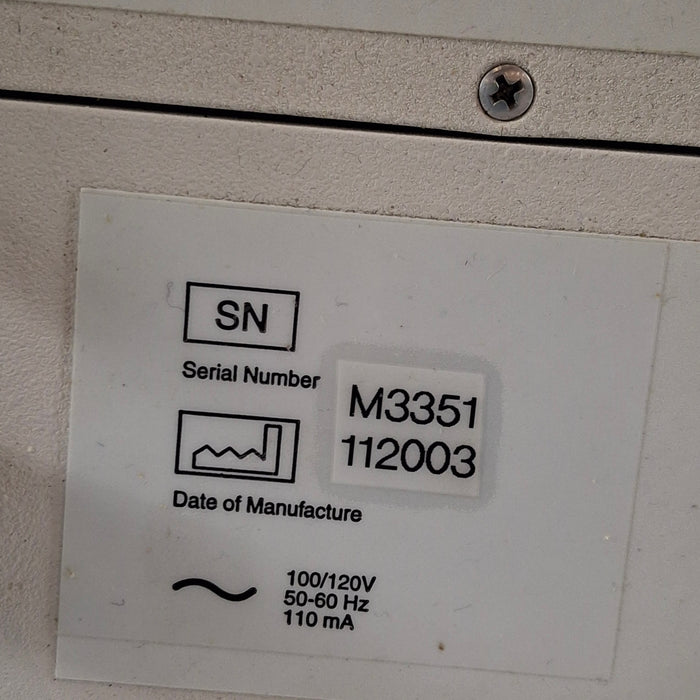 SN
Serial Number
M3351
112003
Date of Manufacture
100/120V
50-60 Hz
110 mA